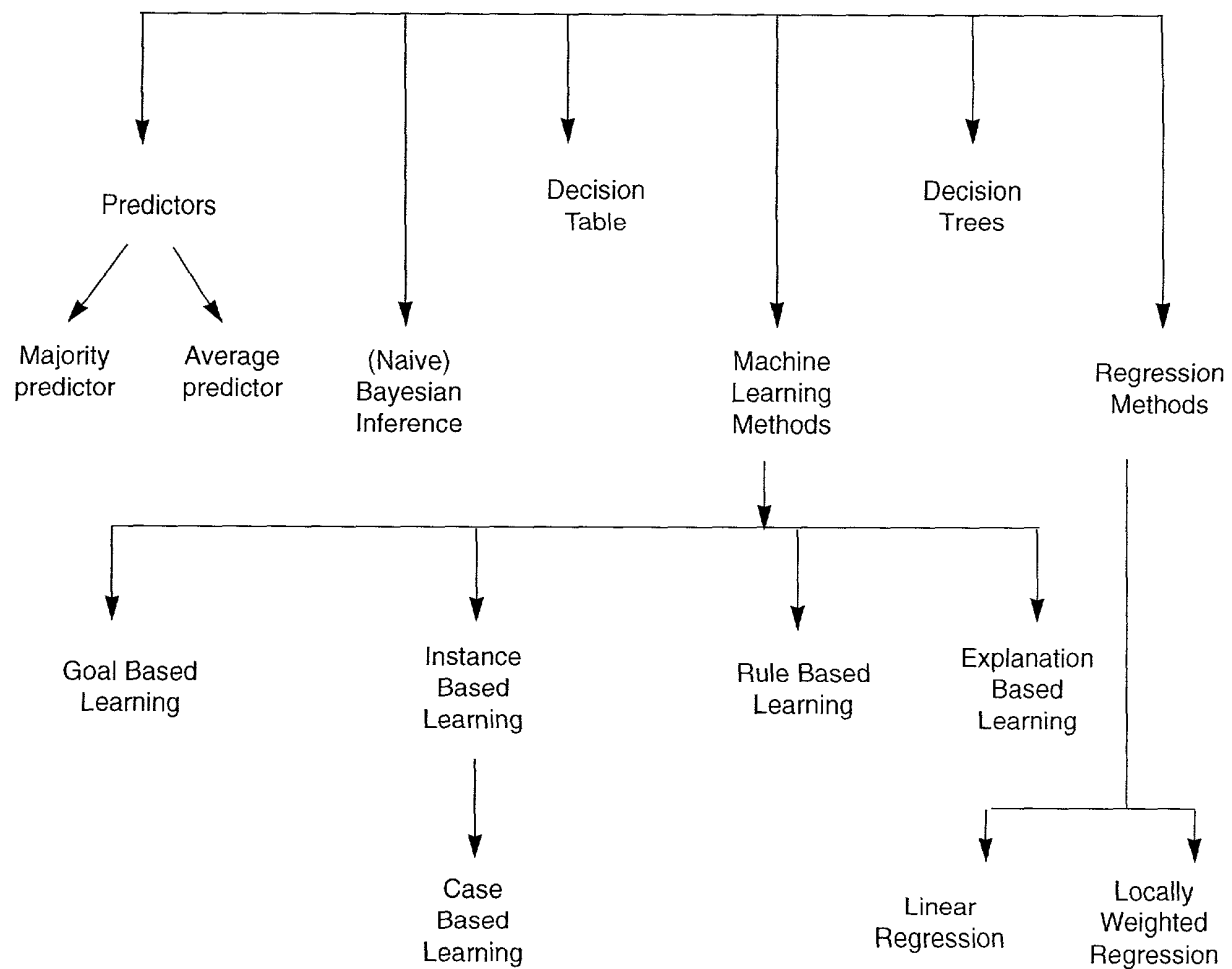 Predictors
Decision
Table
Decision
Trees
Majority
predictor
Average
predictor
(Naive)
Bayesian
Inference
Machine
Learning
Methods
Regression
Methods
Goal Based
Learning
Instance
Based
Learning
Rule Based
Learning
Explanation
Based
Learning
Case
Based
Learning
Linear
Regression
Locally
Weighted
Regression